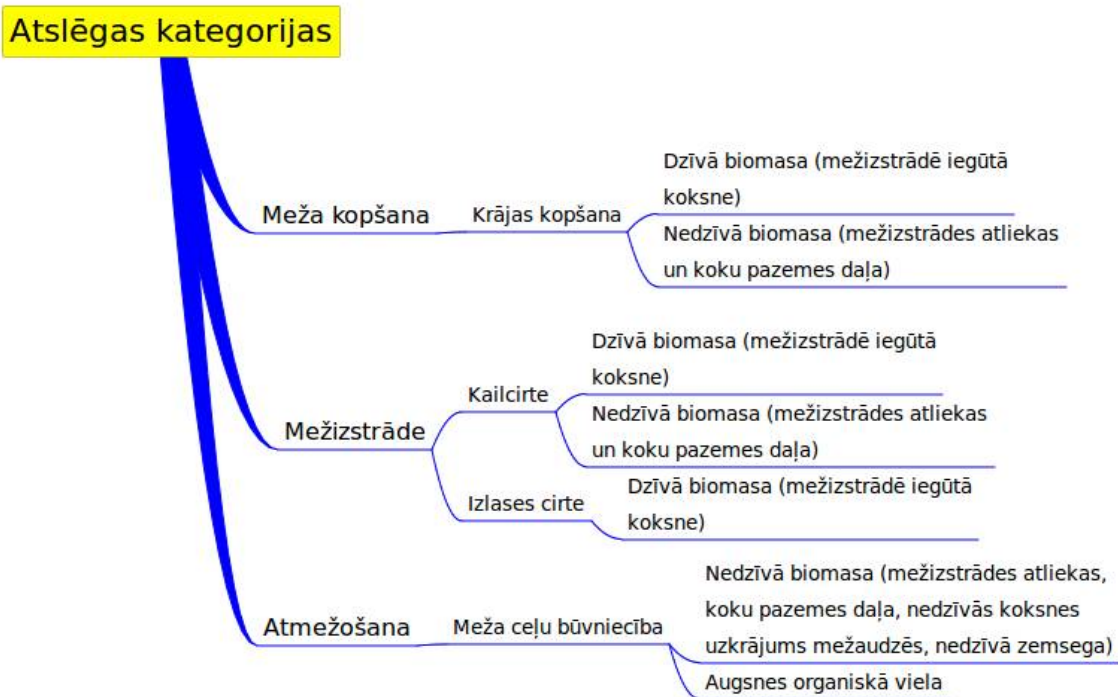 Atslēgas kategorijas
Meža kopšana
Krājas kopšana
Dzīvā biomasa (mežizstrādē iegūtā
koksne)
Nedzīvā biomasa (mežizstrādes atliekas
un koku pazemes daļa)
Mežizstrāde
Kailcirte
Dzīvā biomasa (mežizstrādē iegūtā
koksne)
Nedzīvā biomasa (mežizstrādes atliekas
un koku pazemes daļa)
Izlases cirte
Dzīvā biomasa (mežizstrādē iegūtā
koksne)
Atmežošana
Meža ceļu būvniecība
Nedzīvā biomasa (mežizstrādes atliekas,
koku pazemes daļa, nedzīvās koksnes
uzkrājums mežaudzēs, nedzīvā zemsega)
Augsnes organiskā viela